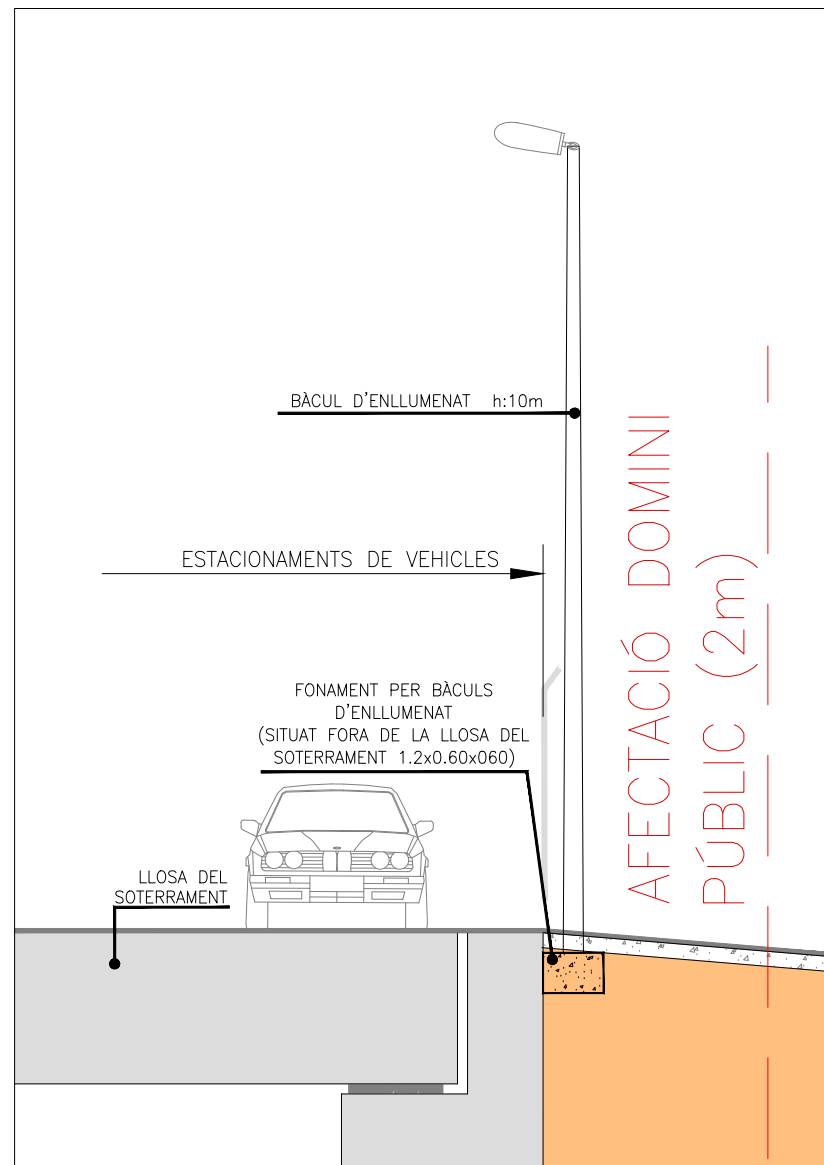 BÀCUL D'ENLLUMENAT h:10m
ESTACIONAMENTS DE VEHICLES
AFECTACIÓ DOMINI
PÚBLIC (2m)
FONAMENT PER BÀCULS
D'ENLLUMENAT
(SITUAT FORA DE LA LLOSA DEL
SOTERRAMENT 1.2x0.60x060)
LLOSA DEL
SOTERRAMENT